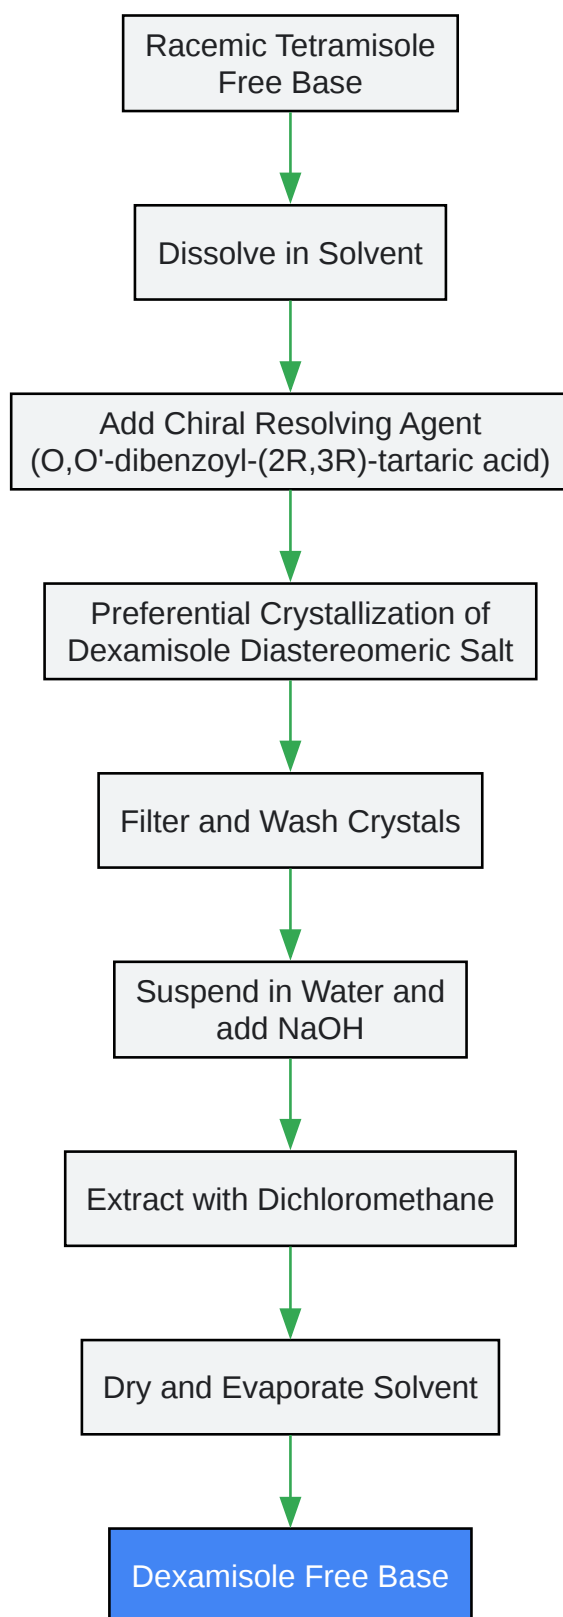 Racemic Tetramisole
Free Base
Dissolve in Solvent
Add Chiral Resolving Agent
(O,O'-dibenzoyl-(2R,3R)-tartaric acid)
Preferential Crystallization of
Dexamisole Diastereomeric Salt
Filter and Wash Crystals
Suspend in Water and
add NaOH
Extract with Dichloromethane
Dry and Evaporate Solvent
Dexamisole Free Base